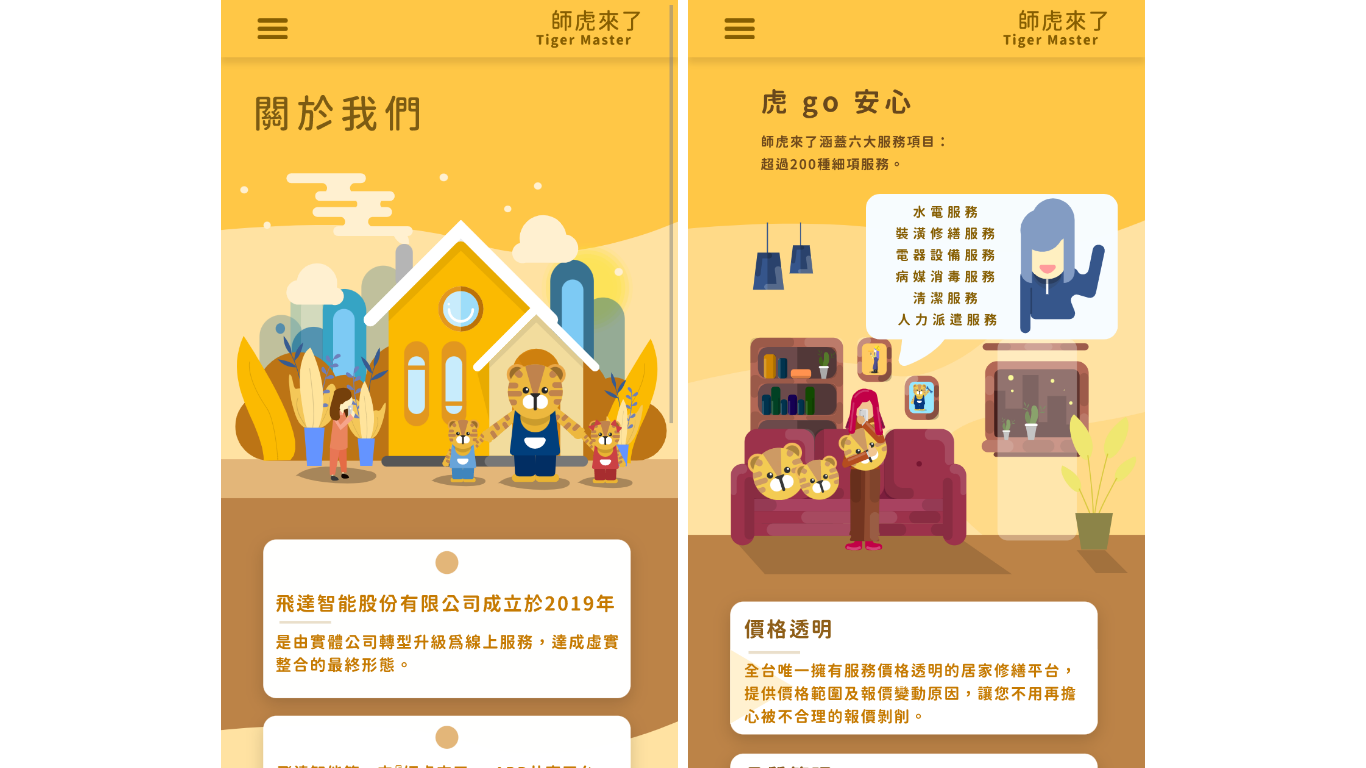 師虎來了
Tiger Master
關於我們
飛達智能股份有限公司成立於2019年
是由實體公司轉型升級爲線上服務，達成虛實
整合的最終形態。
師虎來了
Tiger Master
虎 go 安心
師虎來了涵蓋六大服務項目：
超過200種細項服務。
水電服務
裝潢修繕服務
電器設備服務
病媒消毒服務
清潔服務
人力派遣服務
價格透明
全台唯一擁有服務價格透明的居家修繕平台，
提供價格範圍及報價變動原因，讓您不用再擔
心被不合理的報價剝削。